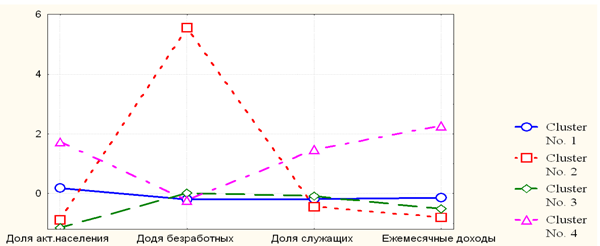 6
4
2
0
Доля акт.населения Додя безработных Доля служащих Ежемесячные доходы
Cluster
No. 1
Cluster
No. 2
Cluster
No. 3
Cluster
No. 4